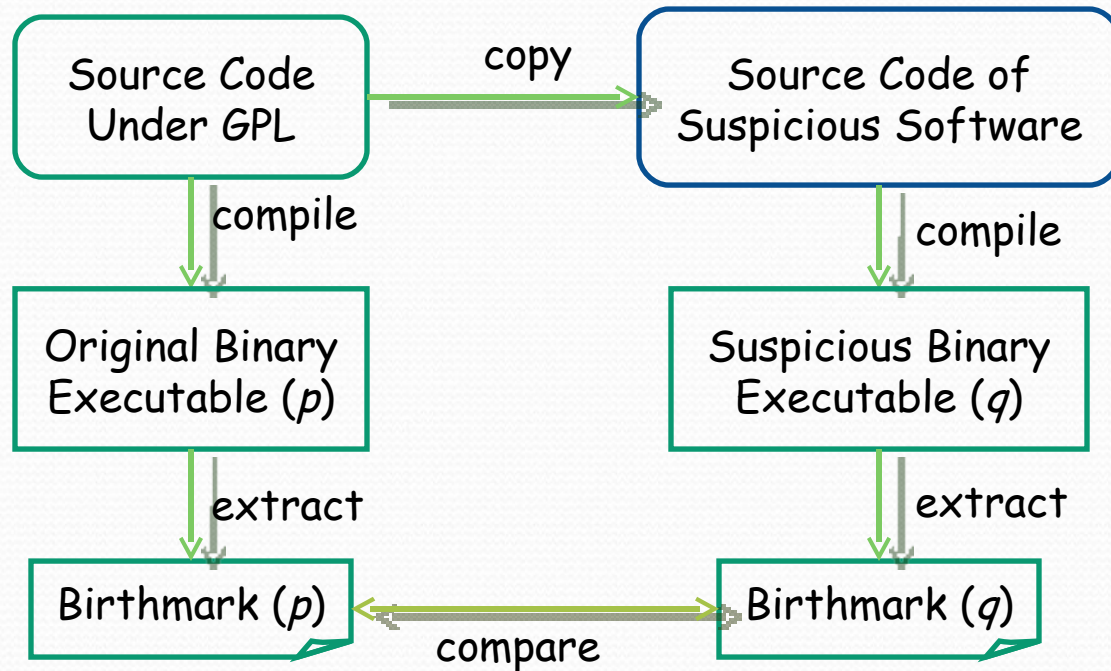 Source Code
Under GPL
copy
Source Code of
Suspicious Software
compile
compile
Original Binary
Executable (p)
Suspicious Binary
Executable (q)
extract
extract
Birthmark (p)
Birthmark (q)
compare